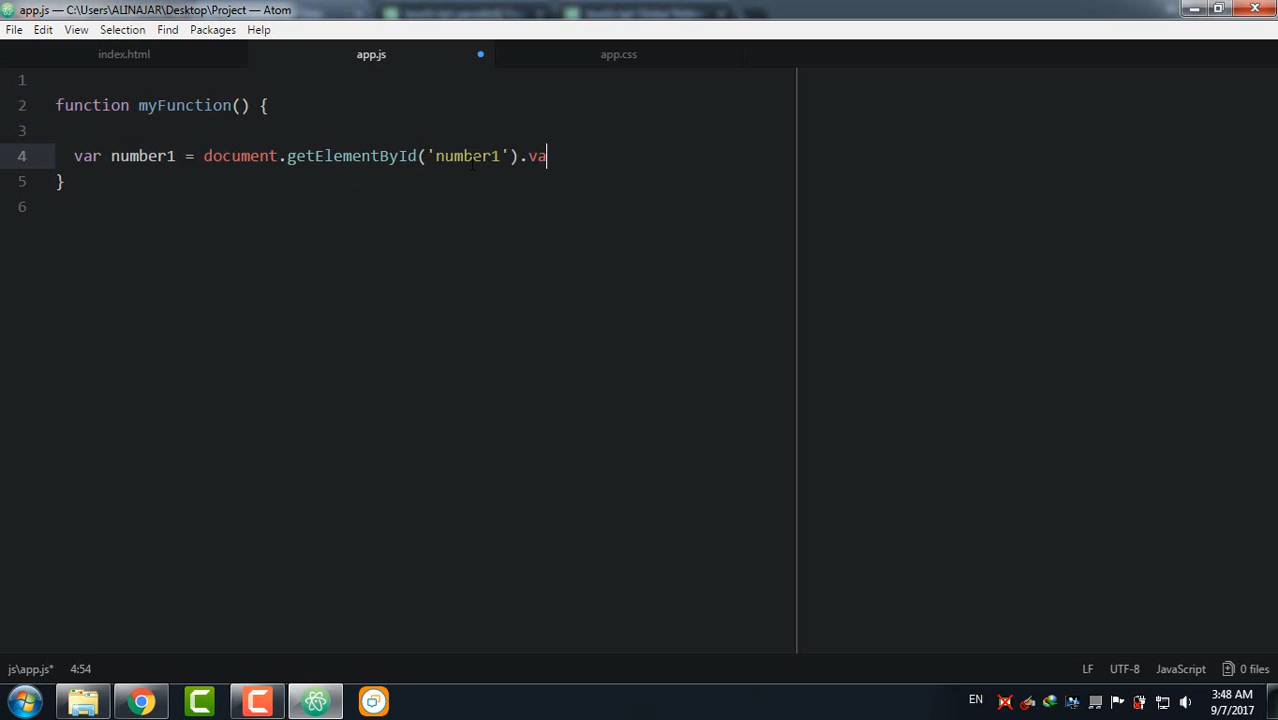 app.js — C:\Users\ALINAJAR\Desktop\Project — Atom
File Edit View Selection Find Packages Help
index.html app.js app.css
1
2 function myFunction() {
3
4 var number1 = document.getElementById('number1').va
5 }
6
js\app.js* 4:54 LF UTF-8 JavaScript 0 files
EN 3:48 AM
9/7/2017